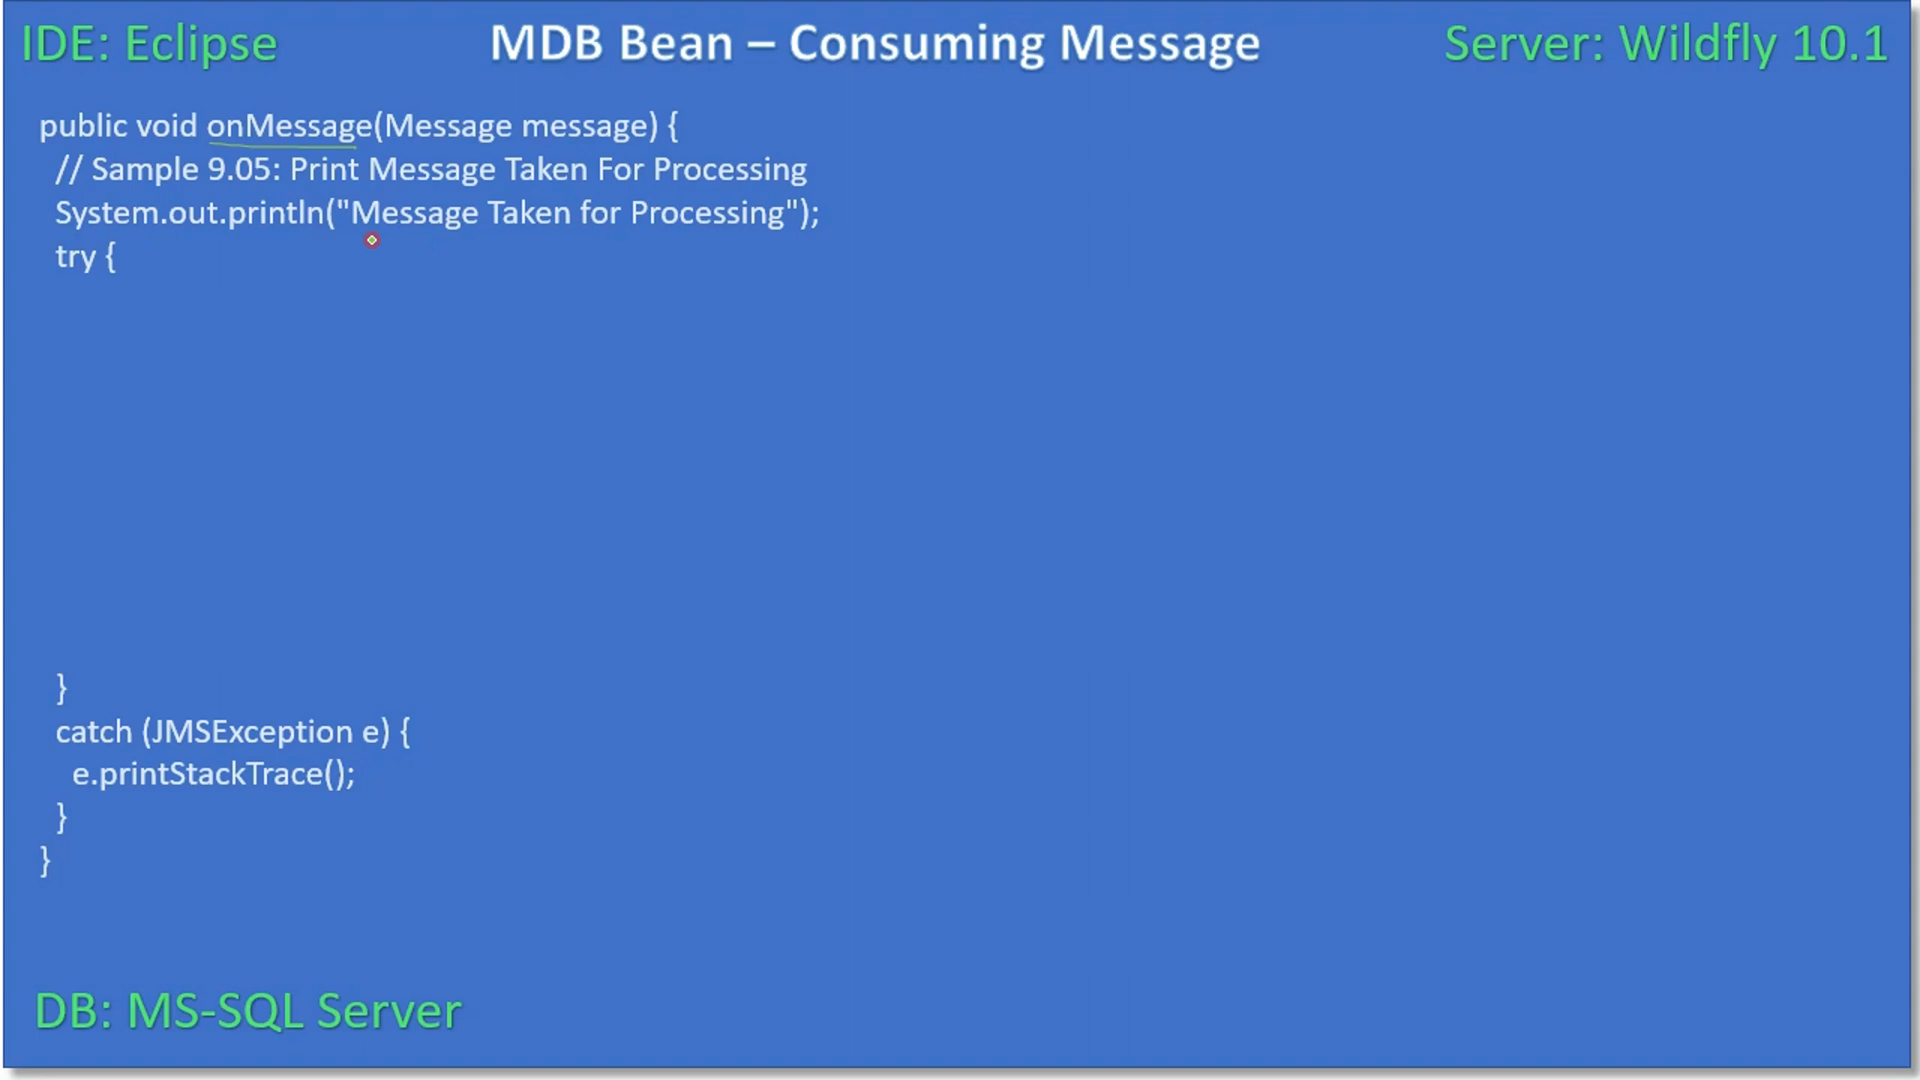 IDE: Eclipse
MDB Bean – Consuming Message
Server: Wildfly 10.1
public void onMessage(Message message) {
// Sample 9.05: Print Message Taken For Processing
System.out.println("Message Taken for Processing");
try {
}
catch (JMSException e) {
e.printStackTrace();
}
}
DB: MS-SQL Server